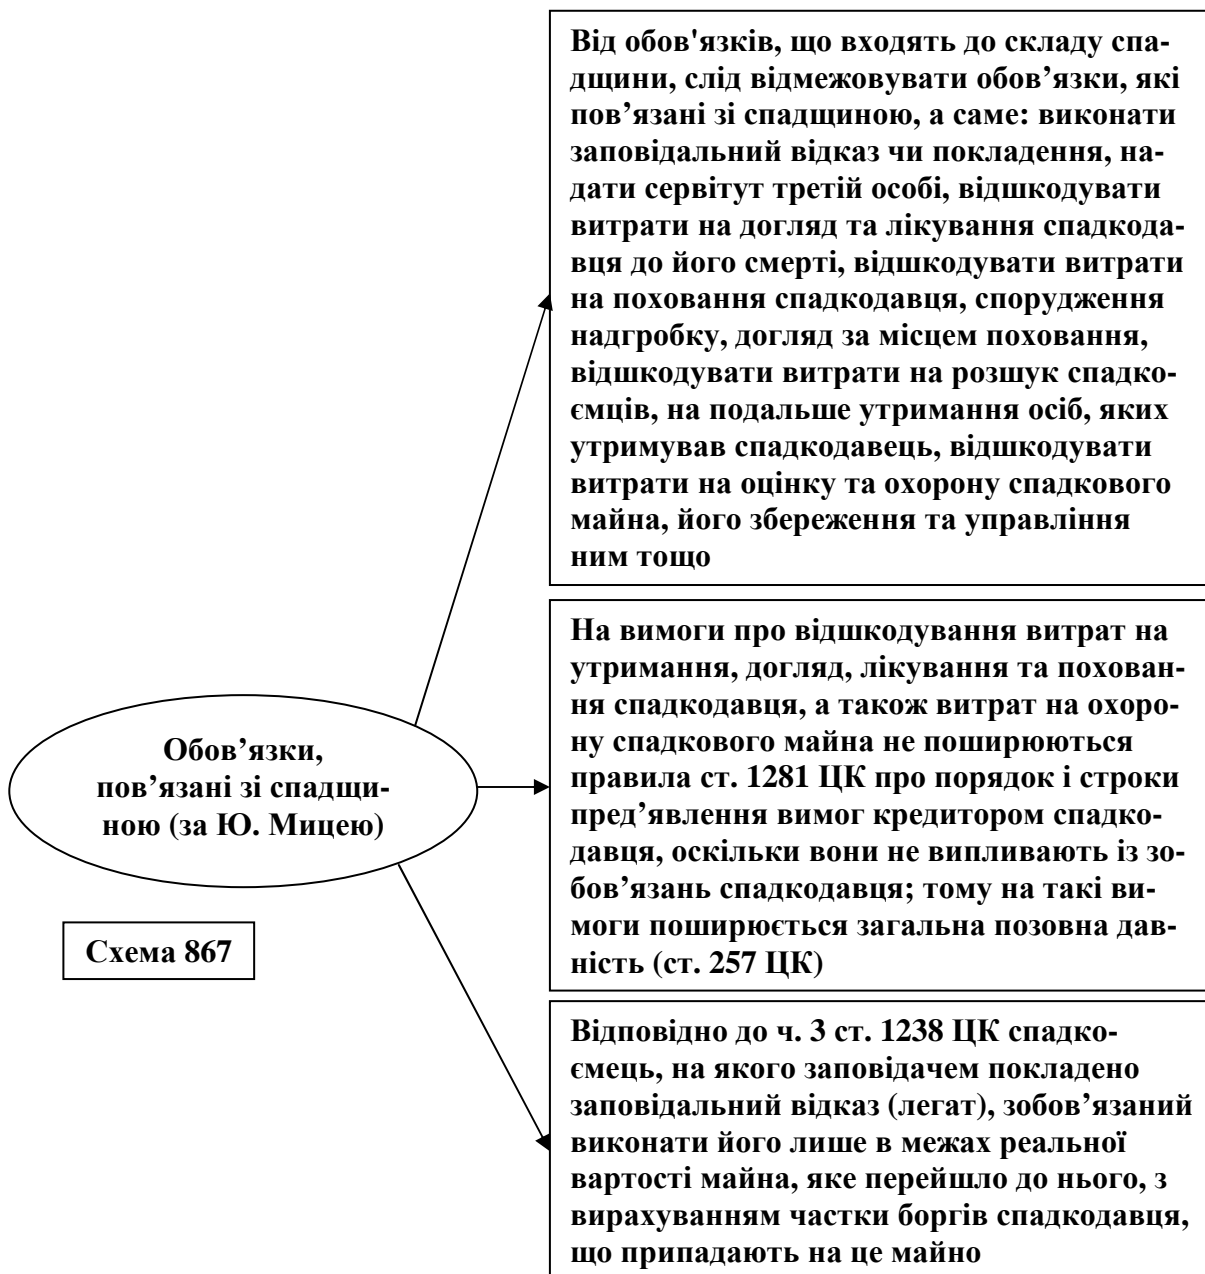 Від обов'язків, що входять до складу спа-
дщини, слід відмежовувати обов’язки, які
пов’язані зі спадщиною, а саме: виконати
заповідальний відказ чи покладення, на-
дати сервітут третій особі, відшкодувати
витрати на догляд та лікування спадкода-
вця до його смерті, відшкодувати витрати
на поховання спадкодавця, спорудження
надгробку, догляд за місцем поховання,
відшкодувати витрати на розшук спадко-
ємців, на подальше утримання осіб, яких
утримував спадкодавець, відшкодувати
витрати на оцінку та охорону спадкового
майна, його збереження та управління
ним тощо
Обов’язки,
пов’язані зі спадщи-
ною (за Ю. Мицею)
Схема 867
На вимоги про відшкодування витрат на
утримання, догляд, лікування та похован-
ня спадкодавця, а також витрат на охоро-
ну спадкового майна не поширюються
правила ст. 1281 ЦК про порядок і строки
пред’явлення вимог кредитором спадко-
давця, оскільки вони не випливають із зо-
бов’язань спадкодавця; тому на такі ви-
моги поширюється загальна позовна дав-
ність (ст. 257 ЦК)
Відповідно до ч. 3 ст. 1238 ЦК спадко-
ємець, на якого заповідачем покладено
заповідальний відказ (легат), зобов’язаний
виконати його лише в межах реальної
вартості майна, яке перейшло до нього, з
вирахуванням частки боргів спадкодавця,
що припадають на це майно